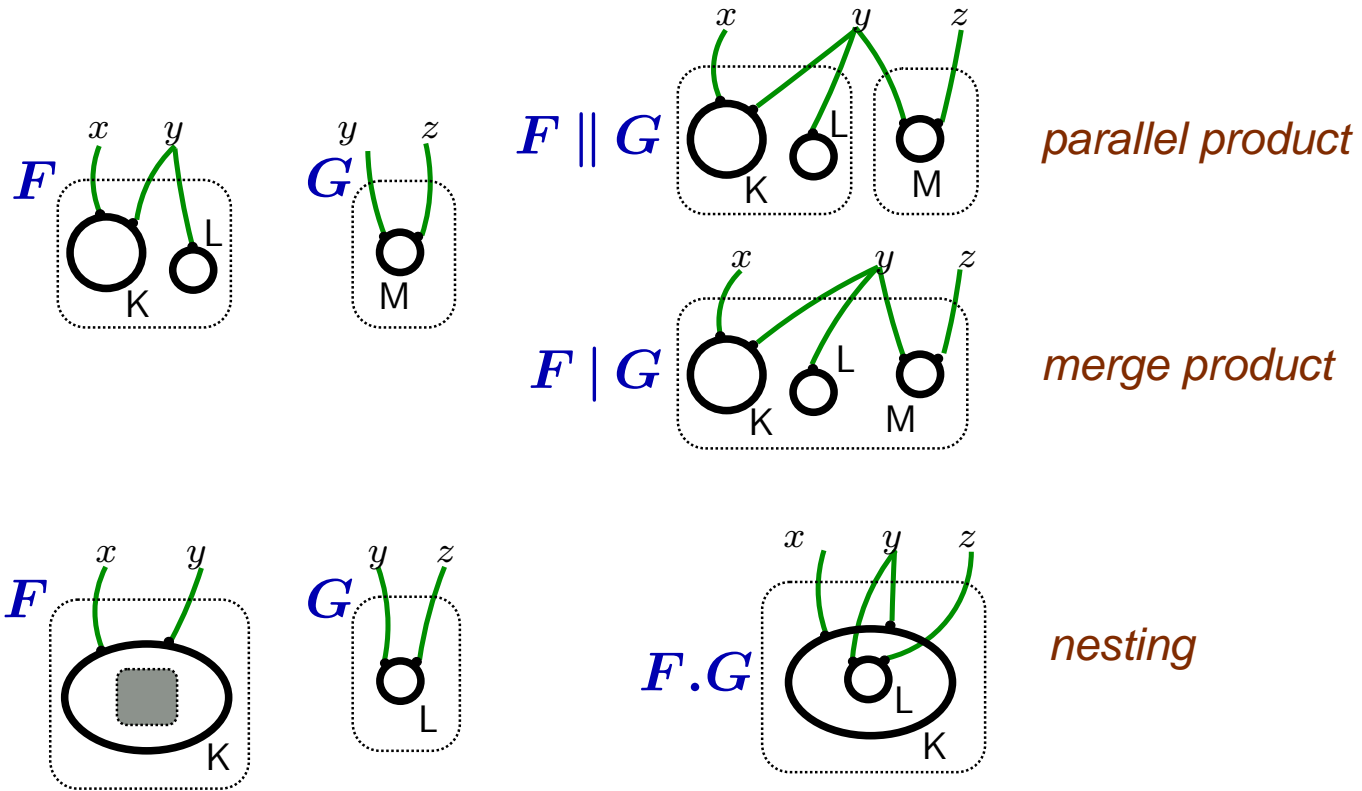 x y z
F ∥ G
L
K
M
parallel product
x y
F
L
K
y z
G
M
x y z
F | G
L
K
M
merge product
x y
F
K
y z
G
L
x y z
F.G
L
K
nesting